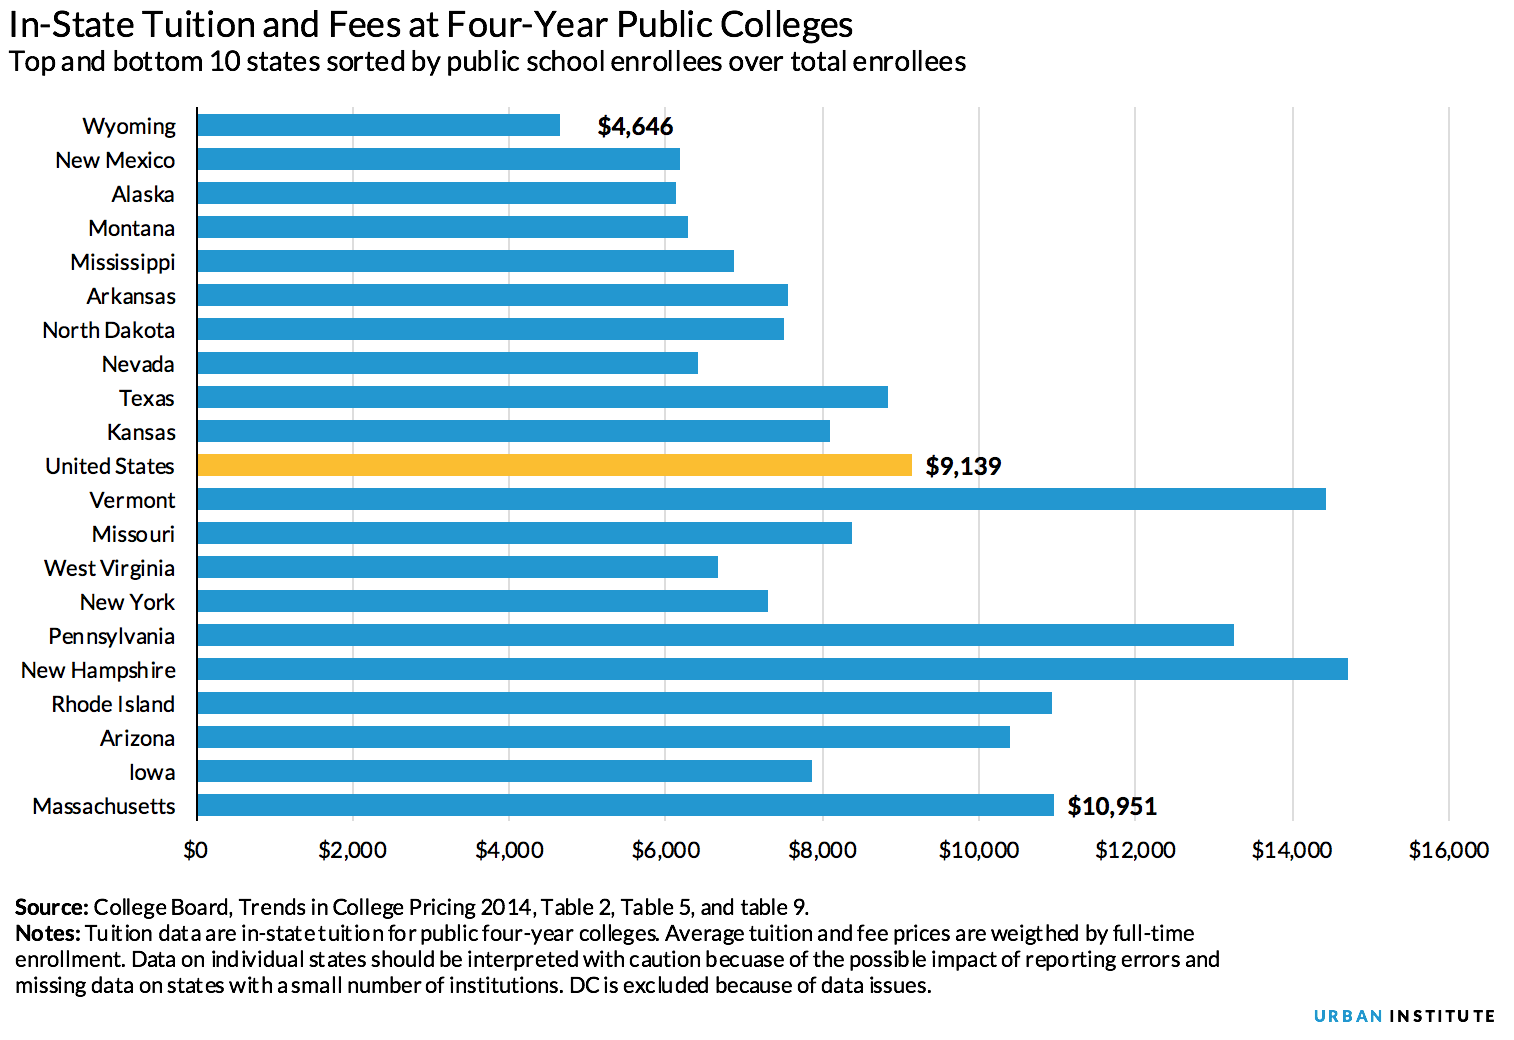 In-State Tuition and Fees at Four-Year Public Colleges
Top and bottom 10 states sorted by public school enrollees over total enrollees
Wyoming
$4,646
New Mexico
Alaska
Montana
Mississippi
Arkansas
North Dakota
Nevada
Texas
Kansas
United States
$9,139
Vermont
Missouri
West Virginia
New York
Pennsylvania
New Hampshire
Rhode Island
Arizona
Iowa
Massachusetts
$10,951
$0 $2,000 $4,000 $6,000 $8,000 $10,000 $12,000 $14,000 $16,000
Source: College Board, Trends in College Pricing 2014, Table 2, Table 5, and table 9.
Notes: Tuition data are in-state tuition for public four-year colleges. Average tuition and fee prices are weigthed by full-time
enrollment. Data on individual states should be interpreted with caution becuase of the possible impact of reporting errors and
missing data on states with a small number of institutions. DC is excluded because of data issues.
URBAN INSTITUTE